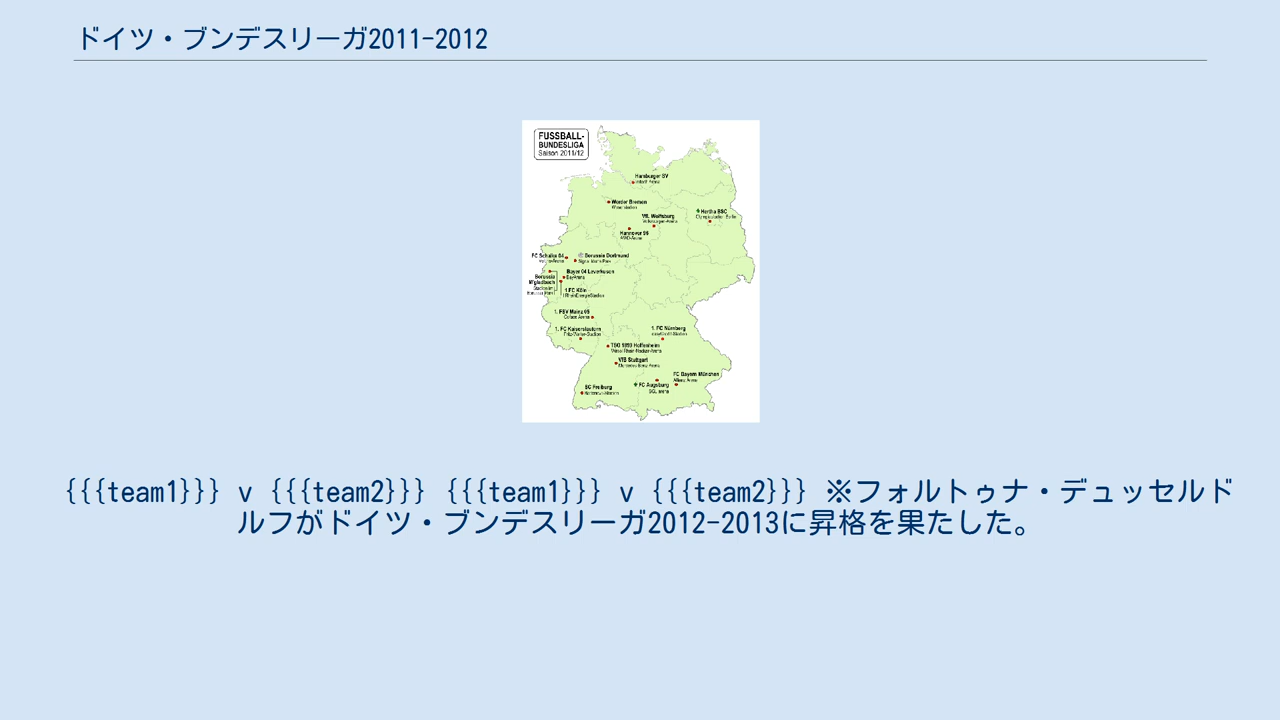 ドイツ・ブンデスリーガ2011-2012
FUSSBALL-
BUNDESLIGA
Saison 2011/12
Hamburger SV
Werder Bremen
VfL Wolfsburg
Hertha BSC
Hannover 96
FC Schalke 04
Borussia Dortmund
Bayer 04 Leverkusen
BayArena
Borussia
M'gladbach
1.FC Köln
RheinEnergieStadion
1. FSV Mainz 05
1. FC Kaiserslautern
1. FC Nürnberg
TSG 1899 Hoffenheim
VfB Stuttgart
FC Bayern München
Allianz Arena
FC Augsburg
SGL arena
SC Freiburg
{{{team1}}} v {{{team2}}} {{{team1}}} v {{{team2}}} ※フォルトゥナ・デュッセルド
ルフがドイツ・ブンデスリーガ2012-2013に昇格を果たした。